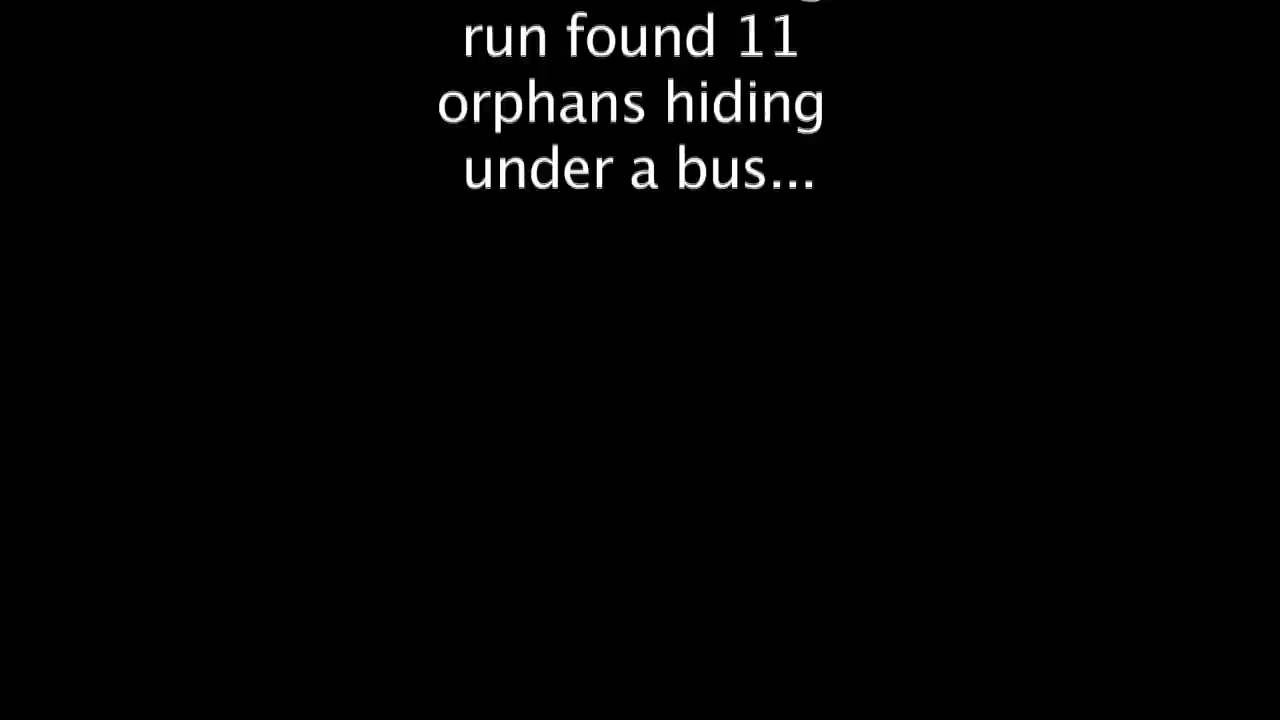 run found 11
orphans hiding
under a bus...